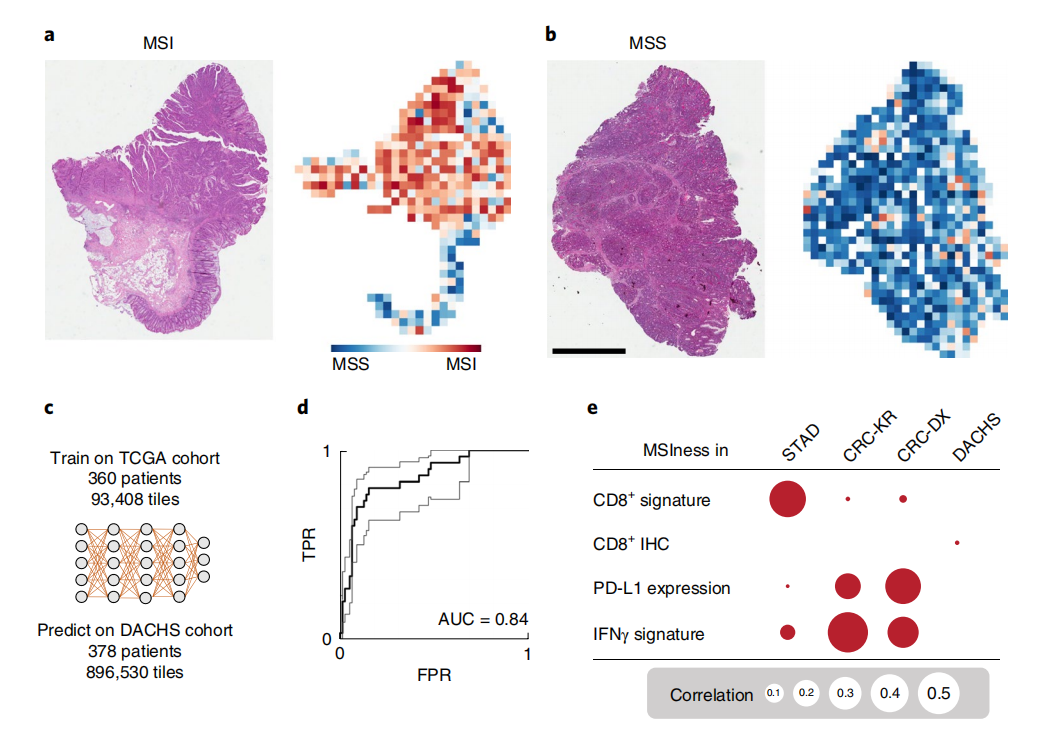 a
MSI
b
MSS
MSS MSI
c
Train on TCGA cohort
360 patients
93,408 tiles
Predict on DACHS cohort
378 patients
896,530 tiles
d
1
TPR
AUC = 0.84
0
0 1
FPR
e
MSIness in STAD CRC-KR CRC-DX DACHS
CD8⁺ signature
CD8⁺ IHC
PD-L1 expression
IFNγ signature
Correlation 0.1 0.2 0.3 0.4 0.5